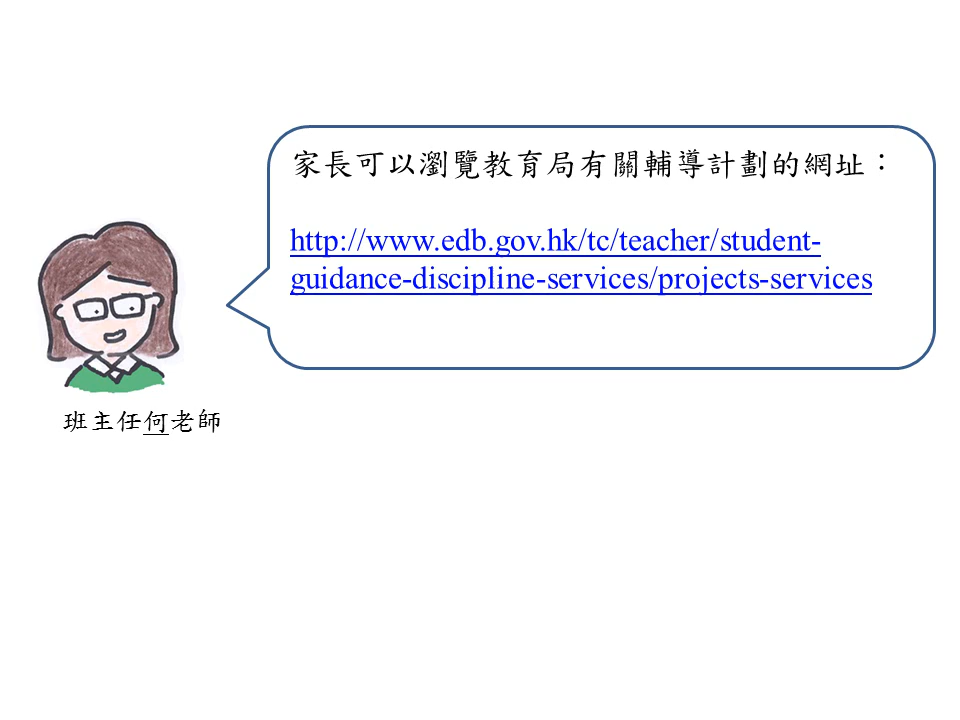 家長可以瀏覽教育局有關輔導計劃的網址：
http://www.edb.gov.hk/tc/teacher/student-
guidance-discipline-services/projects-services
班主任何老師